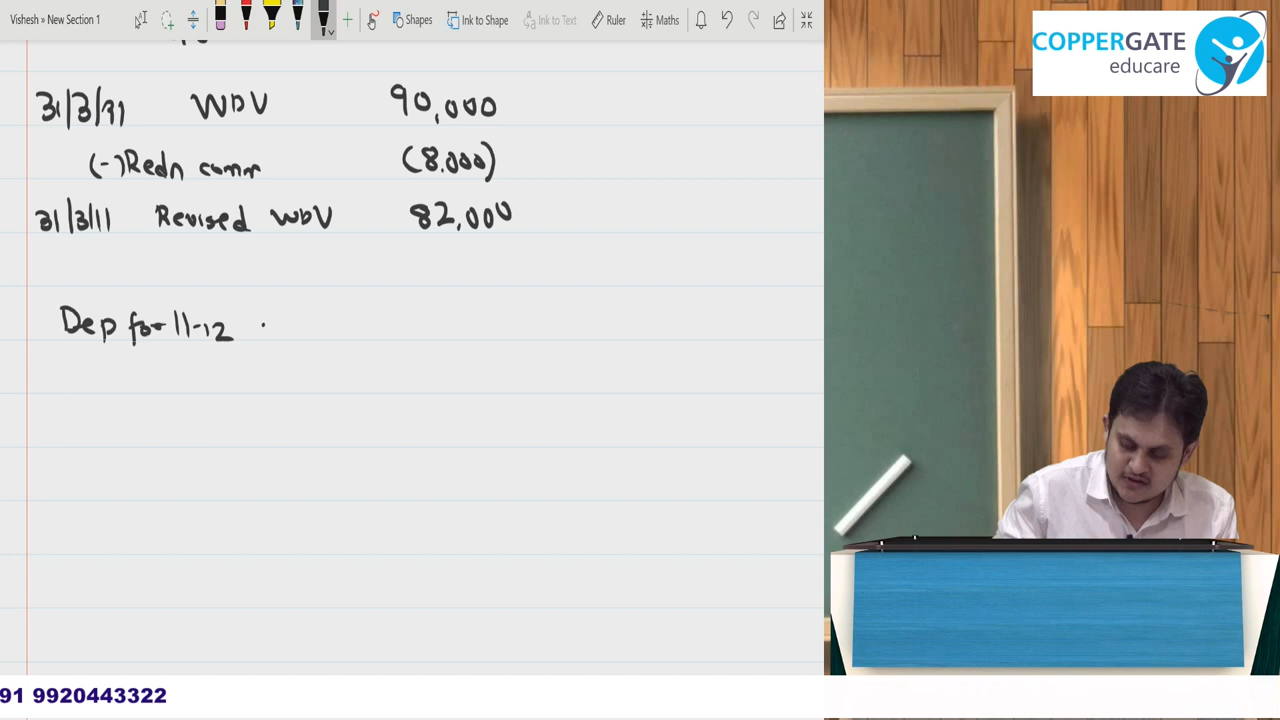 Vishesh » New Section 1
Shapes
Ink to Shape
Ink to Text
Ruler
Maths
COPPERGATE
educare
31/3/11 WDV 90,000
(-) Redn comm (8.000)
31/3/11 Revised WDV 82,000
Dep for 11-12
91 9920443322